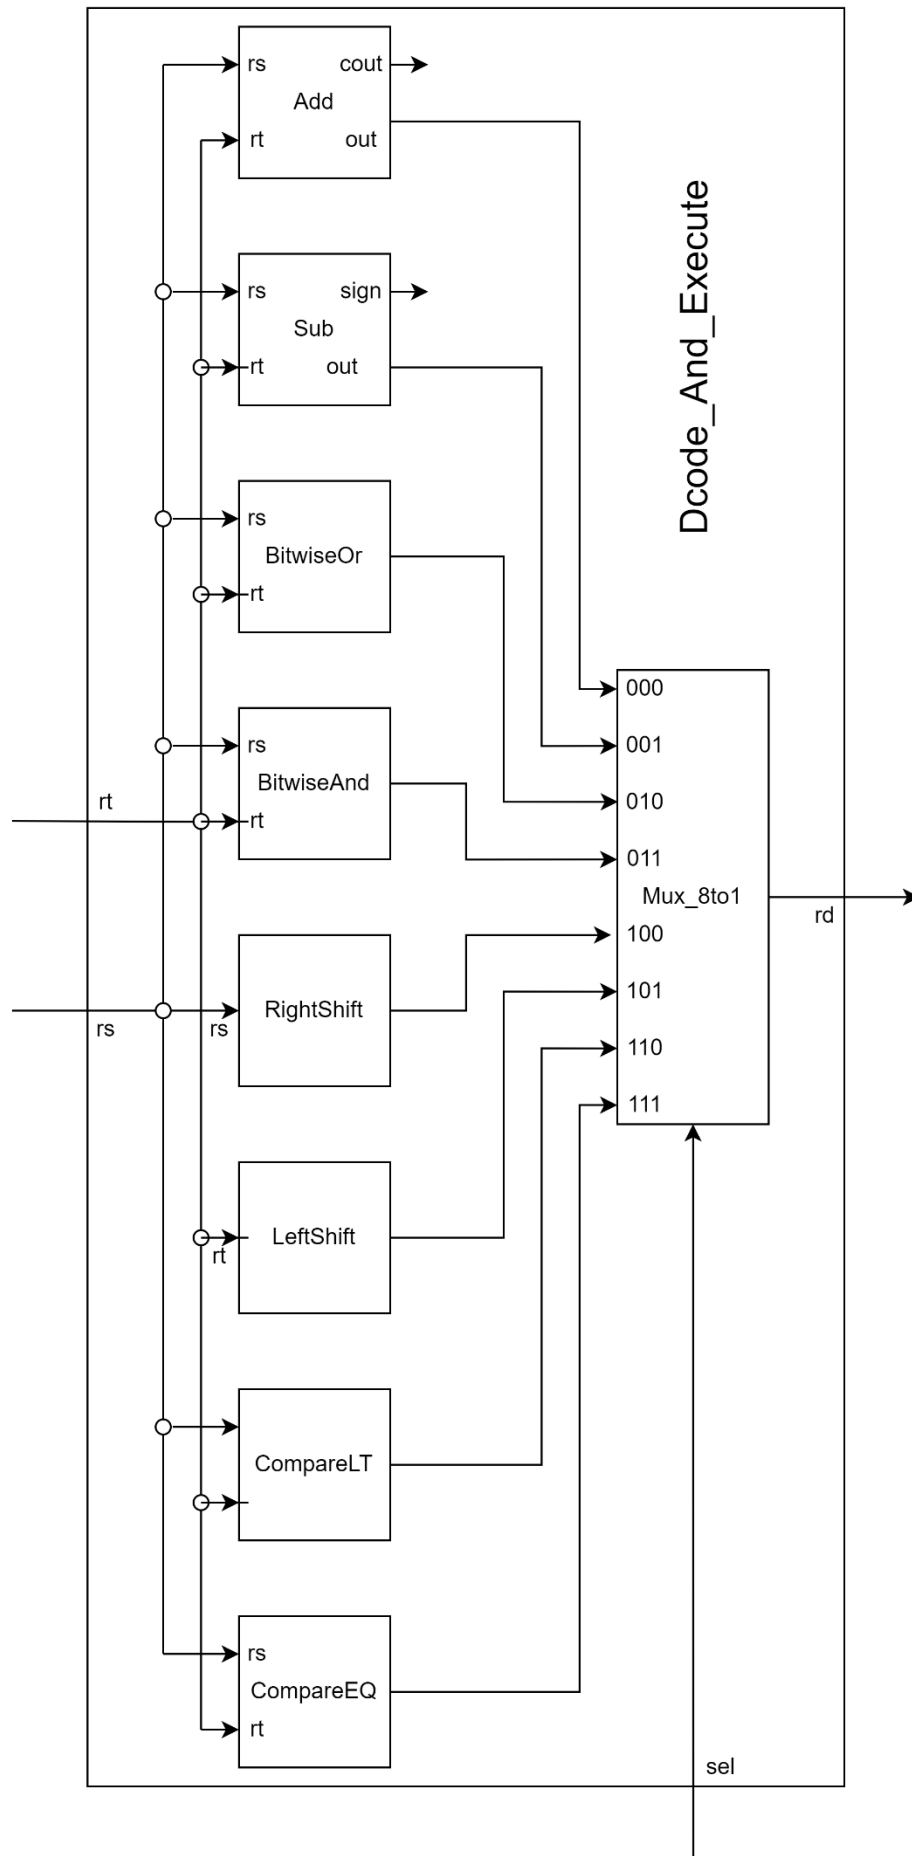 rs cout
Add
rt out
rs sign
Sub
rt out
Dcode_And_Execute
rs
BitwiseOr
rt
rs
BitwiseAnd
rt
rt
000
001
010
011
Mux_8to1
100
101
110
111
rd
rs
rs
RightShift
LeftShift
rt
CompareLT
rs
CompareEQ
rt
sel